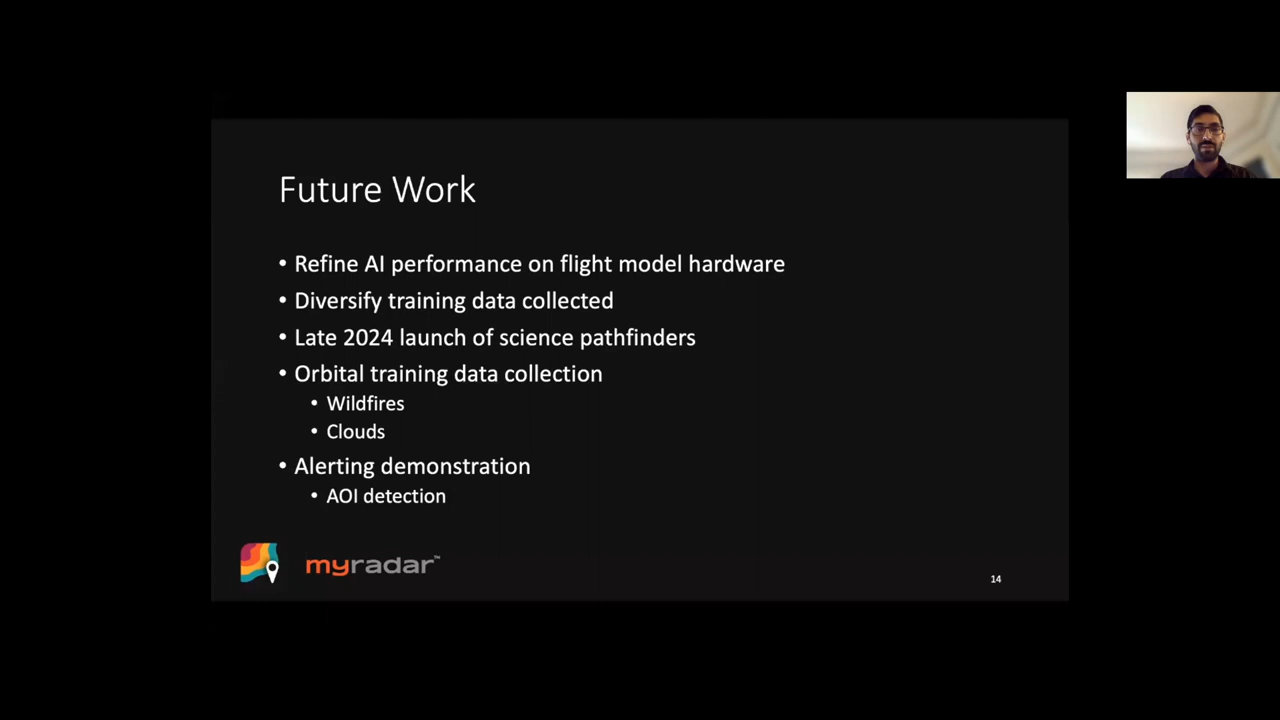 Future Work
• Refine AI performance on flight model hardware
• Diversify training data collected
• Late 2024 launch of science pathfinders
• Orbital training data collection
• Wildfires
• Clouds
• Alerting demonstration
• AOI detection
myradar™
14